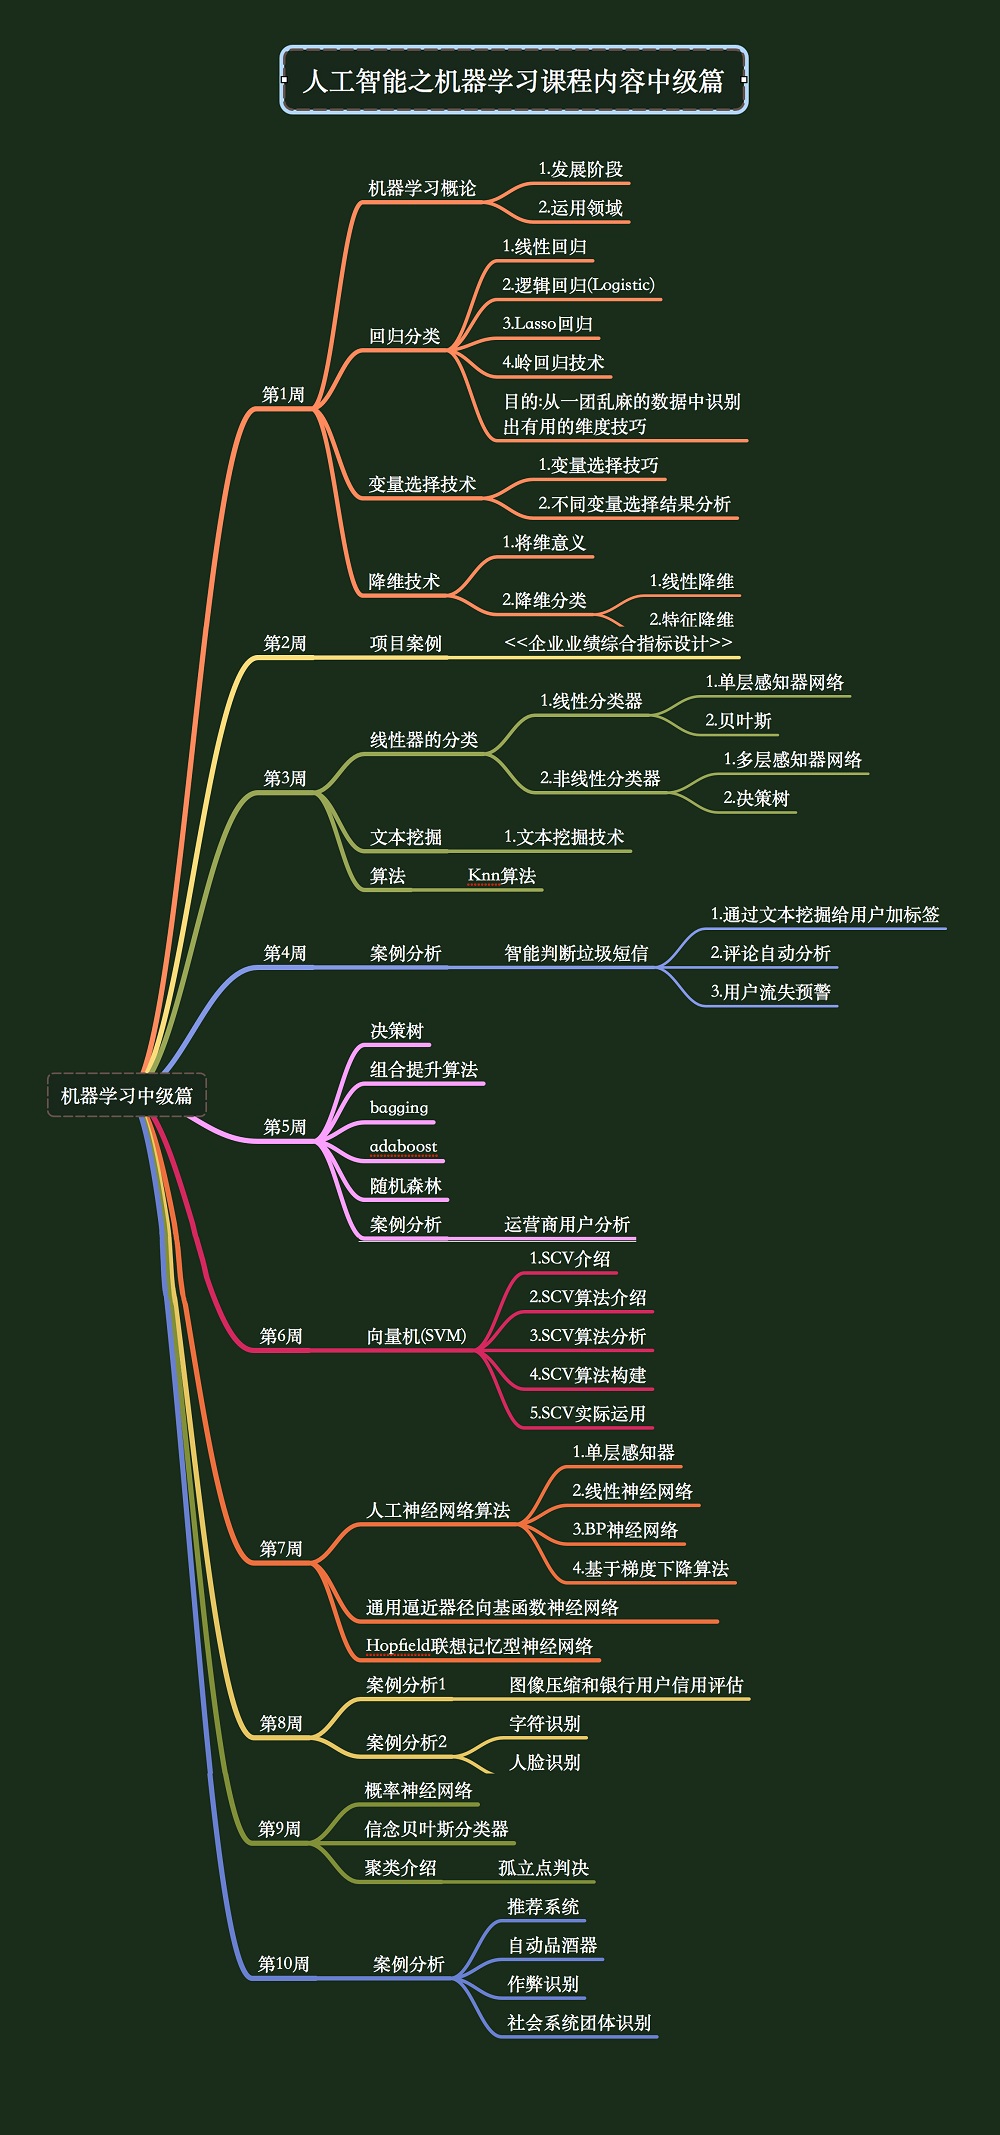 人工智能之机器学习课程内容中级篇
机器学习中级篇
第1周
机器学习概论
1.发展阶段
2.运用领域
回归分类
1.线性回归
2.逻辑回归(Logistic)
3.Lasso回归
4.岭回归技术
目的:从一团乱麻的数据中识别
出有用的维度技巧
变量选择技术
1.变量选择技巧
2.不同变量选择结果分析
降维技术
1.将维意义
2.降维分类
1.线性降维
2.特征降维
第2周
项目案例
<<企业业绩综合指标设计>>
第3周
线性器的分类
1.线性分类器
1.单层感知器网络
2.贝叶斯
2.非线性分类器
1.多层感知器网络
2.决策树
文本挖掘
1.文本挖掘技术
算法
Knn算法
第4周
案例分析
智能判断垃圾短信
1.通过文本挖掘给用户加标签
2.评论自动分析
3.用户流失预警
第5周
决策树
组合提升算法
bagging
adaboost
随机森林
案例分析
运营商用户分析
第6周
向量机(SVM)
1.SCV介绍
2.SCV算法介绍
3.SCV算法分析
4.SCV算法构建
5.SCV实际运用
第7周
人工神经网络算法
1.单层感知器
2.线性神经网络
3.BP神经网络
4.基于梯度下降算法
通用逼近器径向基函数神经网络
Hopfield联想记忆型神经网络
第8周
案例分析1
图像压缩和银行用户信用评估
案例分析2
字符识别
人脸识别
第9周
概率神经网络
信念贝叶斯分类器
聚类介绍
孤立点判决
第10周
案例分析
推荐系统
自动品酒器
作弊识别
社会系统团体识别